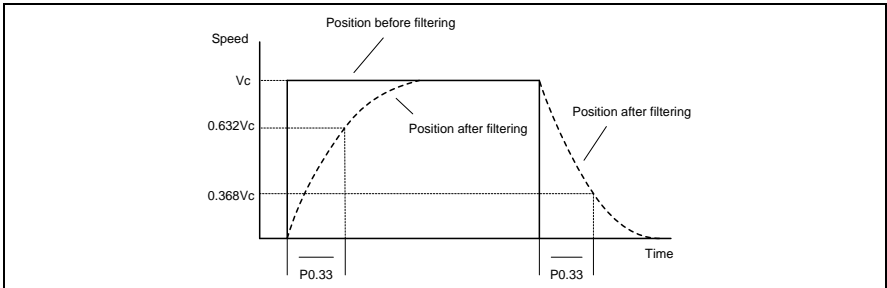 Position before filtering
Speed
Vc
Position after filtering
0.632Vc
Position after filtering
0.368Vc
Time
P0.33
P0.33